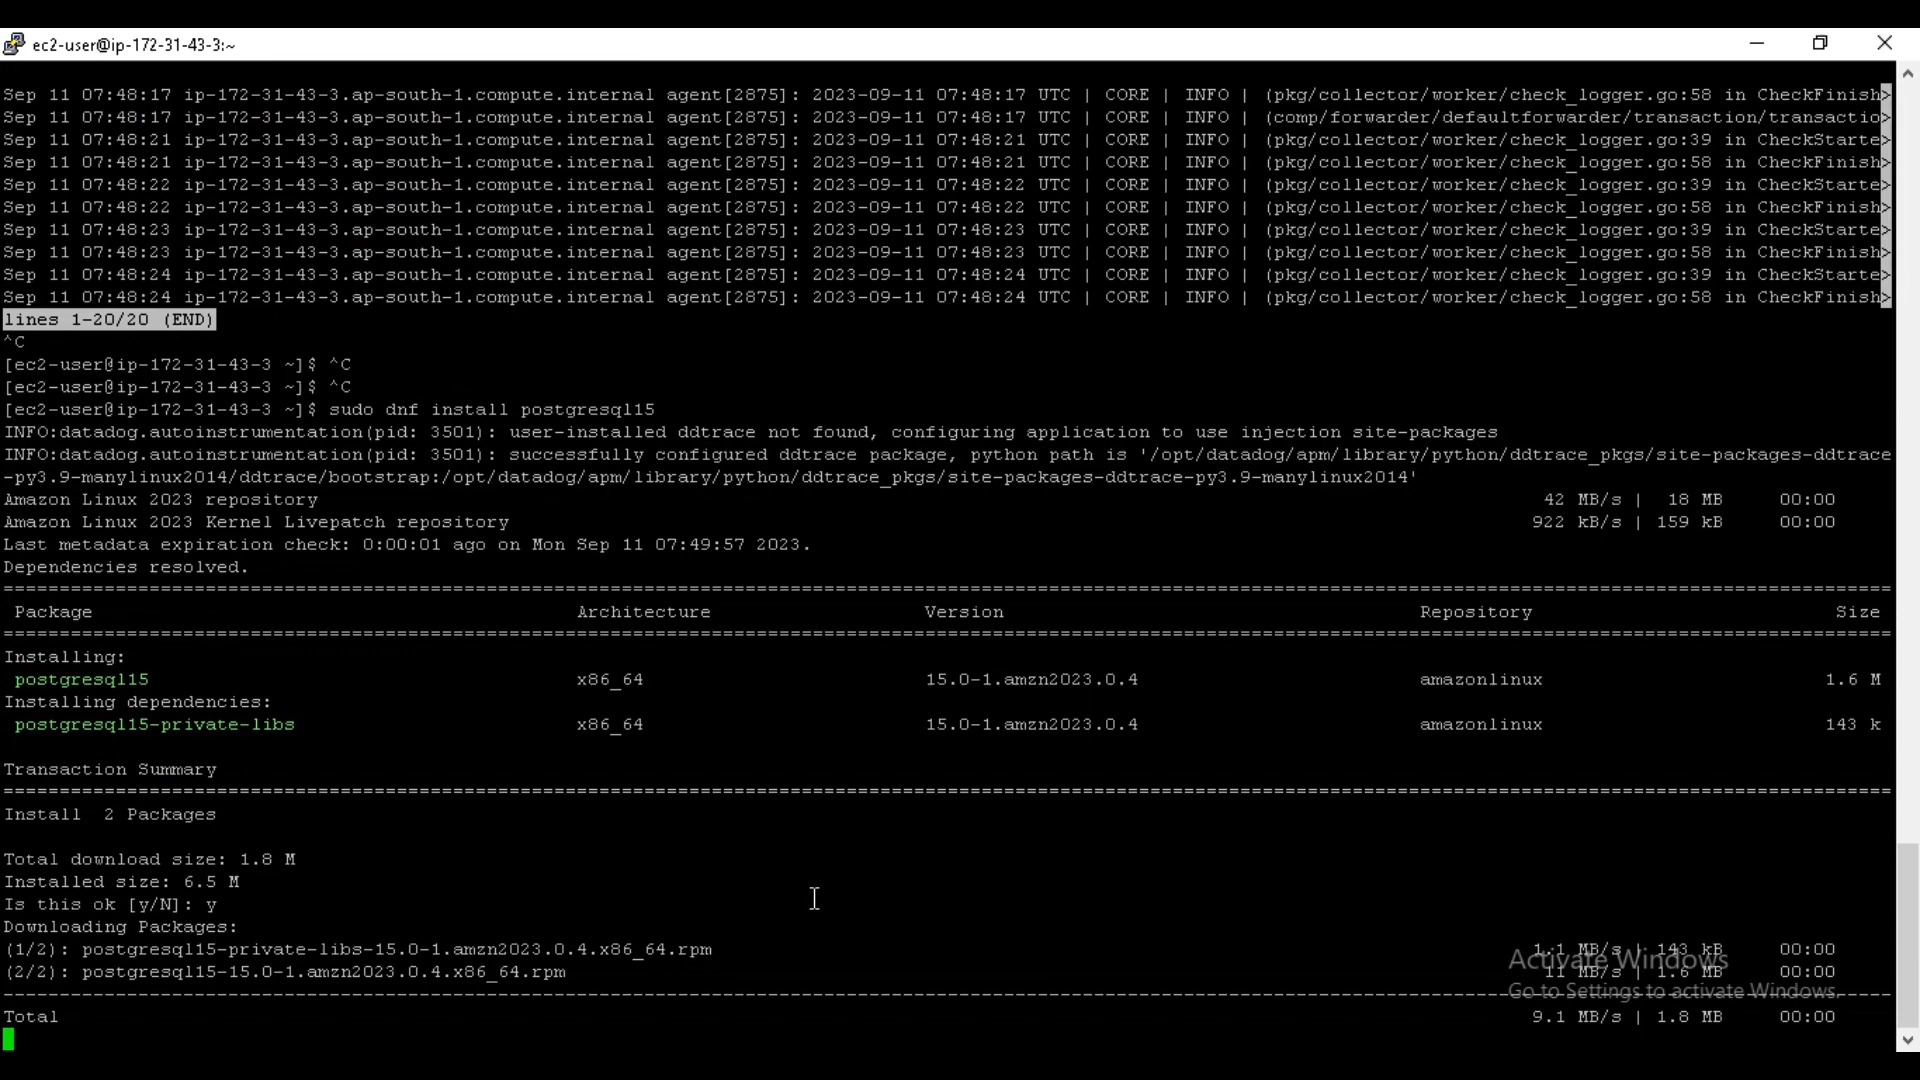 ec2-user@ip-172-31-43-3:~
Sep 11 07:48:17 ip-172-31-43-3.ap-south-1.compute.internal agent[2875]: 2023-09-11 07:48:17 UTC | CORE | INFO | (pkg/collector/worker/check_logger.go:58 in CheckFinish>
Sep 11 07:48:17 ip-172-31-43-3.ap-south-1.compute.internal agent[2875]: 2023-09-11 07:48:17 UTC | CORE | INFO | (comp/forwarder/defaultforwarder/transaction/transactio>
Sep 11 07:48:21 ip-172-31-43-3.ap-south-1.compute.internal agent[2875]: 2023-09-11 07:48:21 UTC | CORE | INFO | (pkg/collector/worker/check_logger.go:39 in CheckStarte>
Sep 11 07:48:21 ip-172-31-43-3.ap-south-1.compute.internal agent[2875]: 2023-09-11 07:48:21 UTC | CORE | INFO | (pkg/collector/worker/check_logger.go:58 in CheckFinish>
Sep 11 07:48:22 ip-172-31-43-3.ap-south-1.compute.internal agent[2875]: 2023-09-11 07:48:22 UTC | CORE | INFO | (pkg/collector/worker/check_logger.go:39 in CheckStarte>
Sep 11 07:48:22 ip-172-31-43-3.ap-south-1.compute.internal agent[2875]: 2023-09-11 07:48:22 UTC | CORE | INFO | (pkg/collector/worker/check_logger.go:58 in CheckFinish>
Sep 11 07:48:23 ip-172-31-43-3.ap-south-1.compute.internal agent[2875]: 2023-09-11 07:48:23 UTC | CORE | INFO | (pkg/collector/worker/check_logger.go:39 in CheckStarte>
Sep 11 07:48:23 ip-172-31-43-3.ap-south-1.compute.internal agent[2875]: 2023-09-11 07:48:23 UTC | CORE | INFO | (pkg/collector/worker/check_logger.go:58 in CheckFinish>
Sep 11 07:48:24 ip-172-31-43-3.ap-south-1.compute.internal agent[2875]: 2023-09-11 07:48:24 UTC | CORE | INFO | (pkg/collector/worker/check_logger.go:39 in CheckStarte>
Sep 11 07:48:24 ip-172-31-43-3.ap-south-1.compute.internal agent[2875]: 2023-09-11 07:48:24 UTC | CORE | INFO | (pkg/collector/worker/check_logger.go:58 in CheckFinish>
lines 1-20/20 (END)
^C
[ec2-user@ip-172-31-43-3 ~]$ ^C
[ec2-user@ip-172-31-43-3 ~]$ ^C
[ec2-user@ip-172-31-43-3 ~]$ sudo dnf install postgresql15
INFO:datadog.autoinstrumentation(pid: 3501): user-installed ddtrace not found, configuring application to use injection site-packages
INFO:datadog.autoinstrumentation(pid: 3501): successfully configured ddtrace package, python path is '/opt/datadog/apm/library/python/ddtrace_pkgs/site-packages-ddtrace
-py3.9-manylinux2014/ddtrace/bootstrap:/opt/datadog/apm/library/python/ddtrace_pkgs/site-packages-ddtrace-py3.9-manylinux2014'
Amazon Linux 2023 repository 42 MB/s | 18 MB 00:00
Amazon Linux 2023 Kernel Livepatch repository 922 kB/s | 159 kB 00:00
Last metadata expiration check: 0:00:01 ago on Mon Sep 11 07:49:57 2023.
Dependencies resolved.
Package Architecture Version Repository Size
Installing:
postgresql15 x86_64 15.0-1.amzn2023.0.4 amazonlinux 1.6 M
Installing dependencies:
postgresql15-private-libs x86_64 15.0-1.amzn2023.0.4 amazonlinux 143 k
Transaction Summary
Install 2 Packages
Total download size: 1.8 M
Installed size: 6.5 M
Is this ok [y/N]: y
Downloading Packages:
(1/2): postgresql15-private-libs-15.0-1.amzn2023.0.4.x86_64.rpm 1.1 MB/s | 143 kB 00:00
(2/2): postgresql15-15.0-1.amzn2023.0.4.x86_64.rpm 11 MB/s | 1.6 MB 00:00
Activate Windows
Go to Settings to activate Windows.
Total 9.1 MB/s | 1.8 MB 00:00